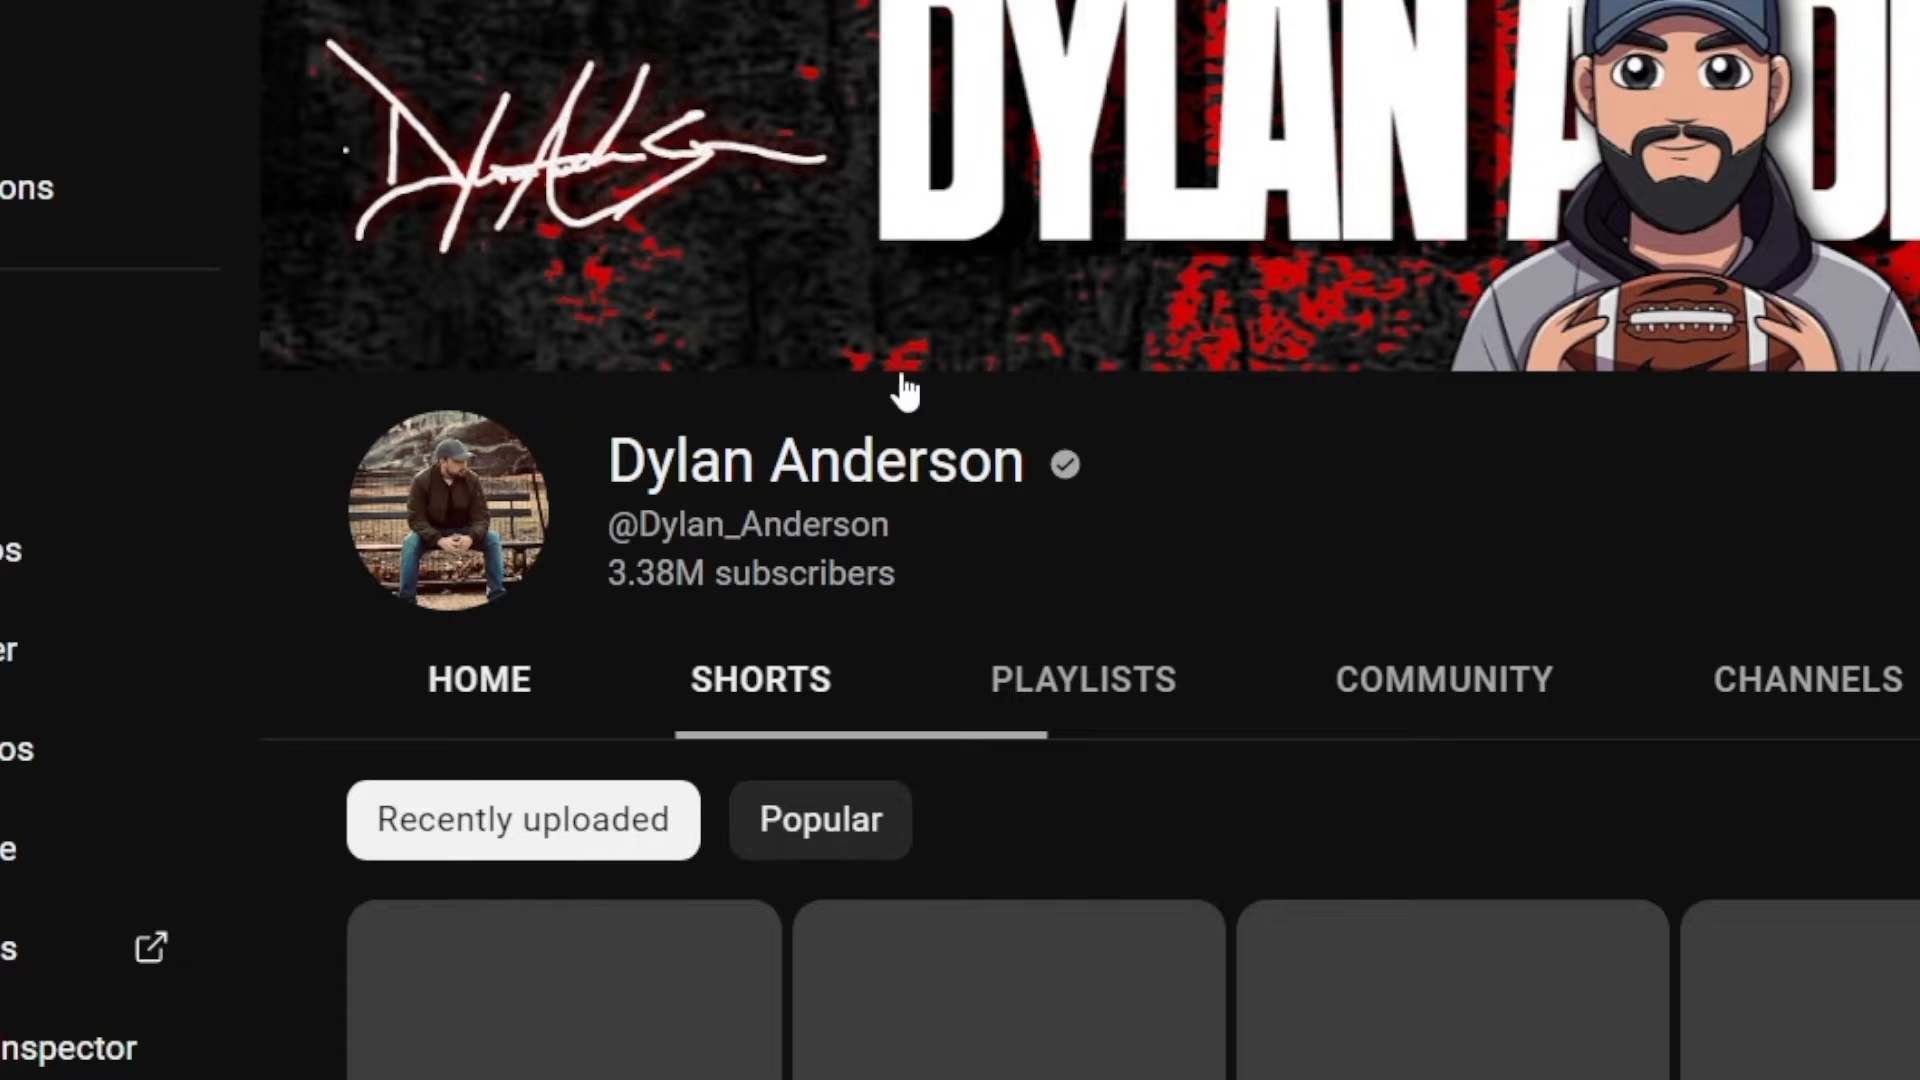 DYLAN A
ons
Dylan Anderson
@Dylan_Anderson
3.38M subscribers
os
er
HOME SHORTS PLAYLISTS COMMUNITY CHANNELS
os
Recently uploaded Popular
e
s
nspector